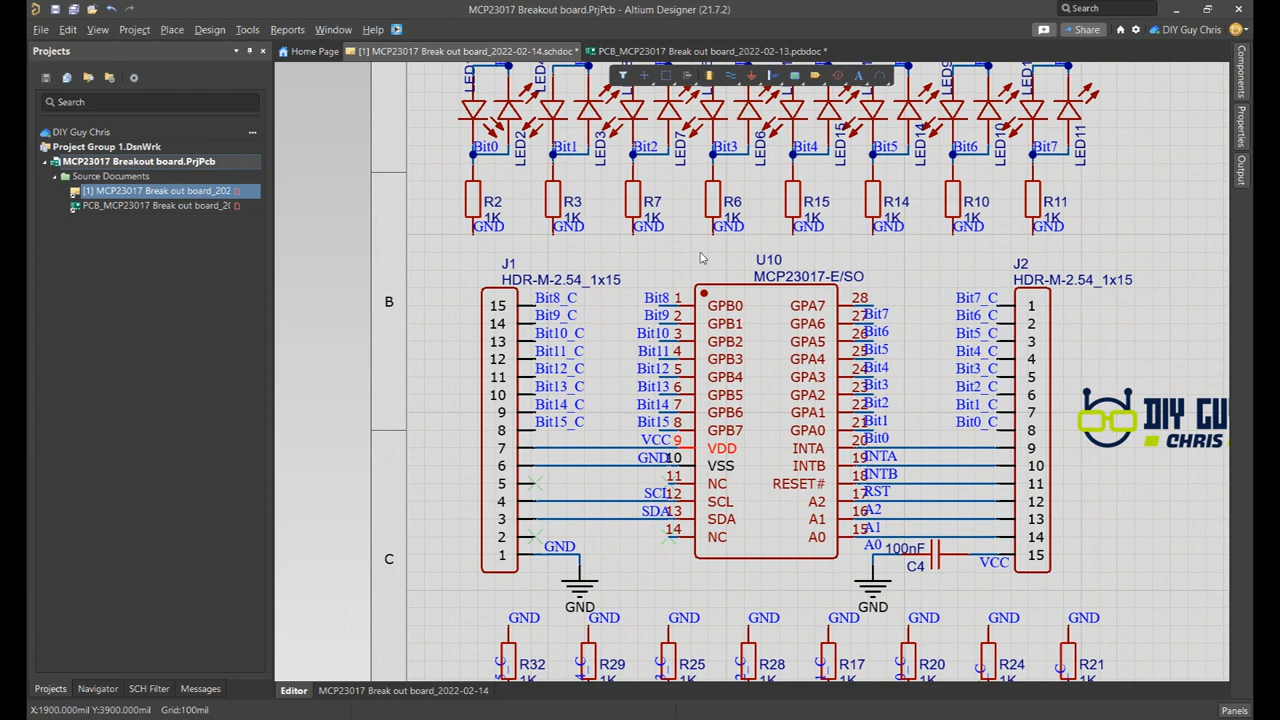 MCP23017 Breakout board.PrjPcb - Altium Designer (21.7.2)
Search
File Edit View Project Place Design Tools Reports Window Help
Share
DIY Guy Chris
Projects
Home Page
[1] MCP23017 Break out board_2022-02-14.schdoc *
PCB_MCP23017 Break out board_2022-02-13.pcbdoc *
Components
Properties
Output
Search
DIY Guy Chris
Project Group 1.DsnWrk
MCP23017 Breakout board.PrjPcb
Source Documents
[1] MCP23017 Break out board_202
PCB_MCP23017 Break out board_20
LED2 LED3 LED7 LED6 LED15 LED14 LED10 LED11
Bit0 Bit1 Bit2 Bit3 Bit4 Bit5 Bit6 Bit7
R2 R3 R7 R6 R15 R14 R10 R11
1K 1K 1K 1K 1K 1K 1K 1K
GND GND GND GND GND GND GND GND
B
C
J1
HDR-M-2.54_1x15
15 Bit8_C
14 Bit9_C
13 Bit10_C
12 Bit11_C
11 Bit12_C
10 Bit13_C
9 Bit14_C
8 Bit15_C
7
6
5
4
3
2
1 GND
GND
U10
MCP23017-E/SO
Bit8 1 GPB0 GPA7 28
Bit9 2 GPB1 GPA6 27 Bit7
Bit10 3 GPB2 GPA5 26 Bit6
Bit11 4 GPB3 GPA4 25 Bit5
Bit12 5 GPB4 GPA3 24 Bit4
Bit13 6 GPB5 GPA2 23 Bit3
Bit14 7 GPB6 GPA1 22 Bit2
Bit15 8 GPB7 GPA0 21 Bit1
VCC 9 VDD INTA 20 Bit0
GND 10 VSS INTB 19 INTA
11 NC RESET# 18 INTB
SCL 12 SCL A2 17 RST
SDA 13 SDA A1 16 A2
14 NC A0 15 A1
A0
100nF
C4
VCC
GND
J2
HDR-M-2.54_1x15
Bit7_C 1
Bit6_C 2
Bit5_C 3
Bit4_C 4
Bit3_C 5
Bit2_C 6
Bit1_C 7
Bit0_C 8
9
10
11
12
13
14
15
DIY GU
CHRIS
GND GND GND GND GND GND GND GND
R32 R29 R25 R28 R17 R20 R24 R21
1K 1K 1K 1K 1K 1K 1K 1K
Projects Navigator SCH Filter Messages
Editor MCP23017 Break out board_2022-02-14
X:1900.000mil Y:3900.000mil Grid:100mil
Panels